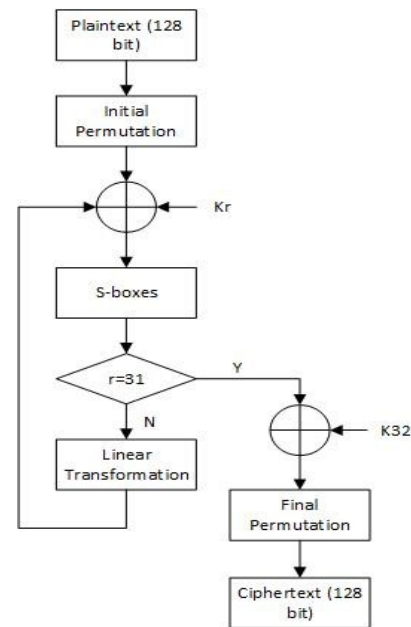 Plaintext (128
bit)
Initial
Permutation
Kr
S-boxes
r=31
Y
N
K32
Linear
Transformation
Final
Permutation
Ciphertext (128
bit)